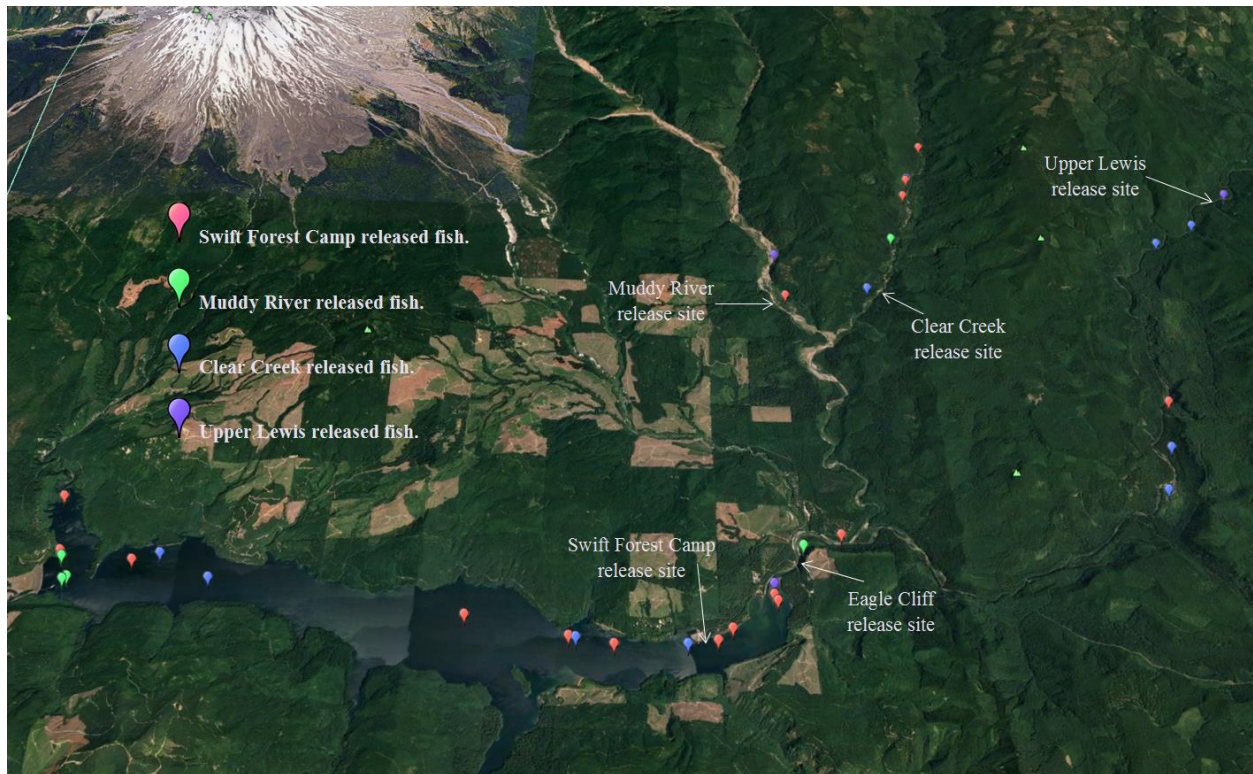 Upper Lewis
release site
Swift Forest Camp released fish.
Muddy River
release site
Muddy River released fish.
Clear Creek
release site
Clear Creek released fish.
Upper Lewis released fish.
Swift Forest Camp
release site
Eagle Cliff
release site